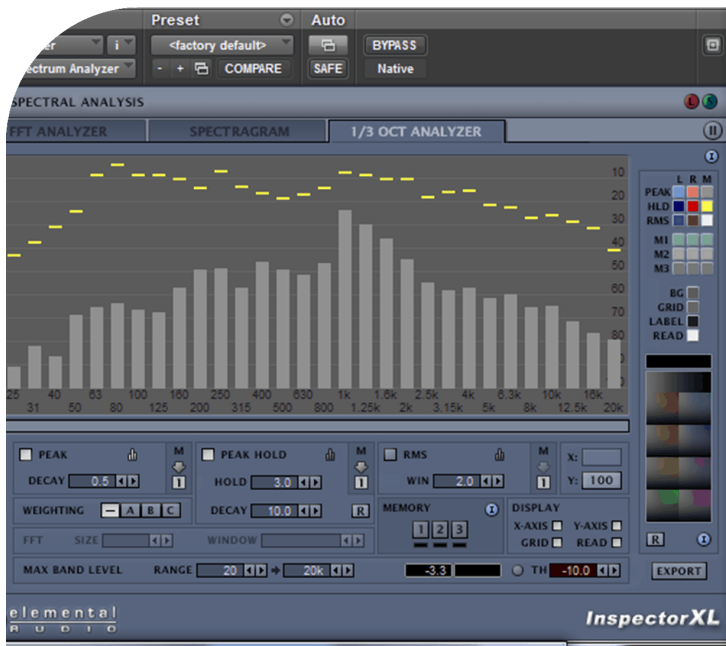 Preset Auto
er i <factory default> BYPASS
ectrum Analyzer - + COMPARE SAFE Native
SPECTRAL ANALYSIS L S
FFT ANALYZER SPECTRAGRAM 1/3 OCT ANALYZER
L R M
PEAK
HLD
RMS
M1
M2
M3
BG
GRID
LABEL
READ
10
20
30
40
50
60
70
80
25 40 63 100 160 250 400 630 1k 1.6k 2.5k 4k 6.3k 10k 16k
31 50 80 125 200 315 500 800 1.25k 2k 3.15k 5k 8k 12.5k 20k
PEAK M PEAK HOLD M RMS M X:
DECAY 0.5 1 HOLD 3.0 1 WIN 2.0 1 Y: 100
WEIGHTING – A B C DECAY 10.0 R MEMORY I DISPLAY
1 2 3 X-AXIS Y-AXIS
FFT SIZE WINDOW GRID READ R I
MAX BAND LEVEL RANGE 20 20k -3.3 TH -10.0 EXPORT
elemental
AUDIO
InspectorXL